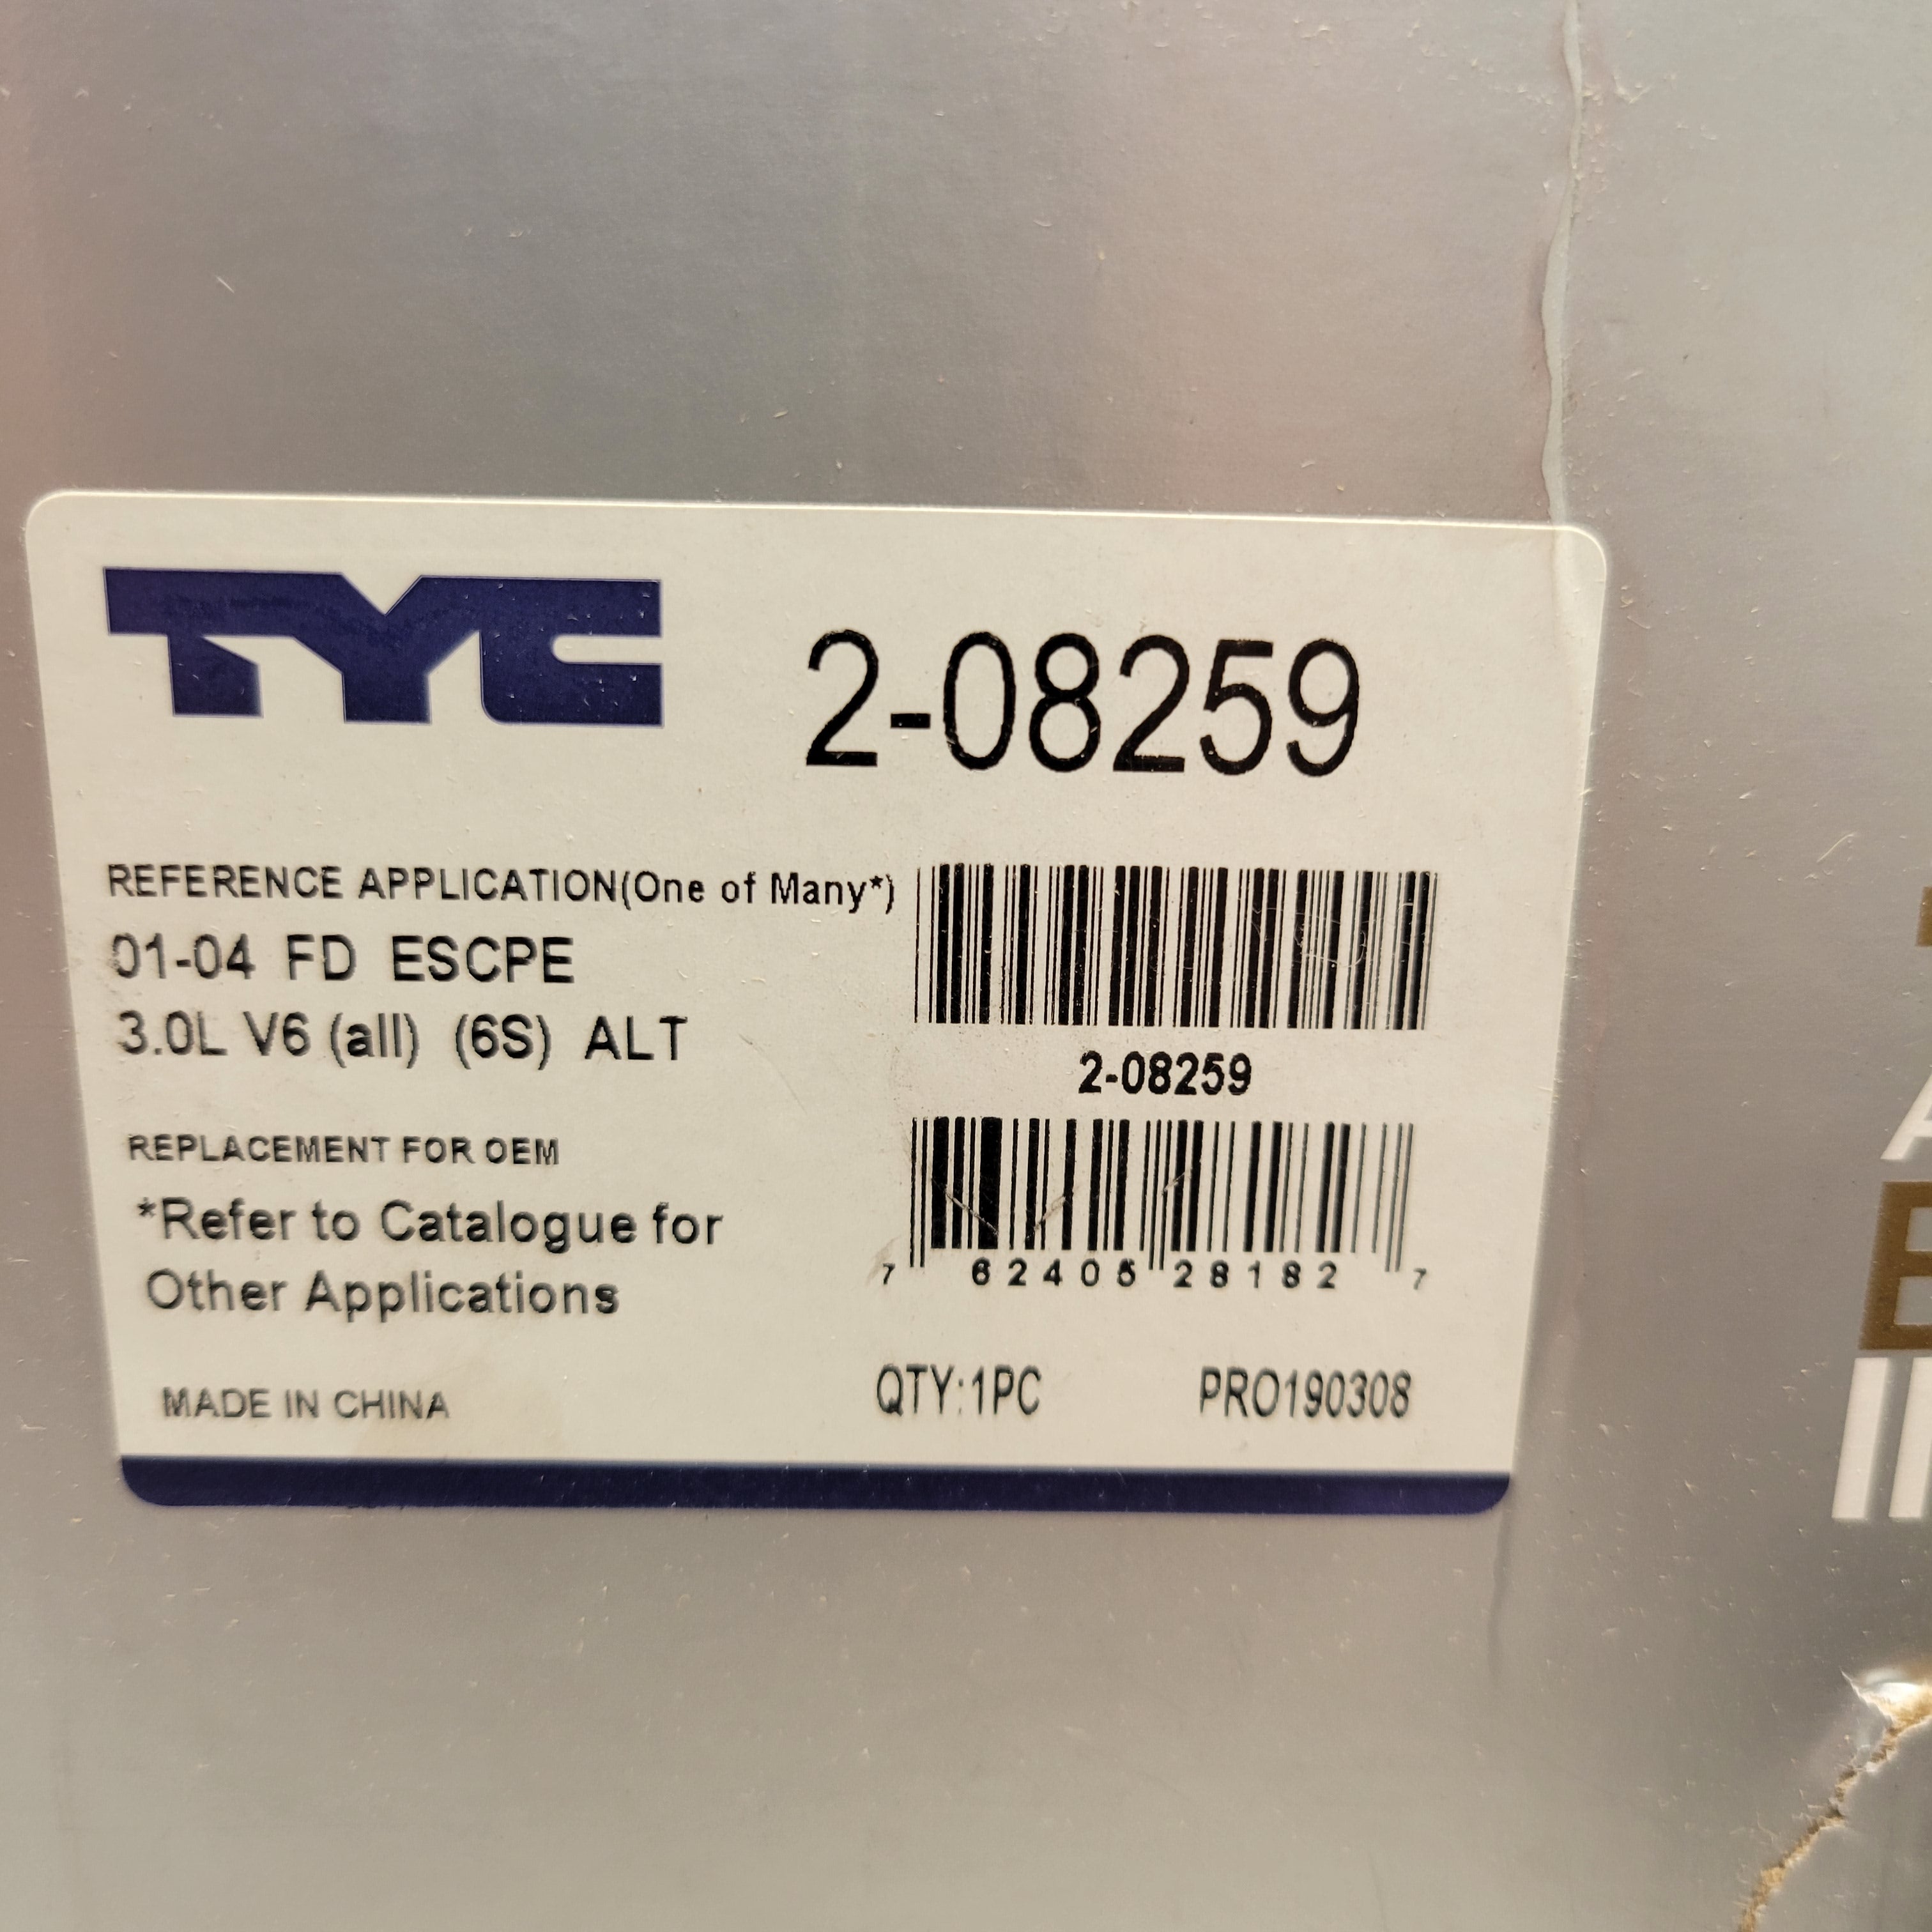 TYC
2-08259
REFERENCE APPLICATION(One of Many*)
01-04 FD ESCPE
3.0L V6 (all) (6S) ALT
2-08259
REPLACEMENT FOR OEM
*Refer to Catalogue for
Other Applications
7 62405 28182 7
MADE IN CHINA
QTY:1PC
PRO190308